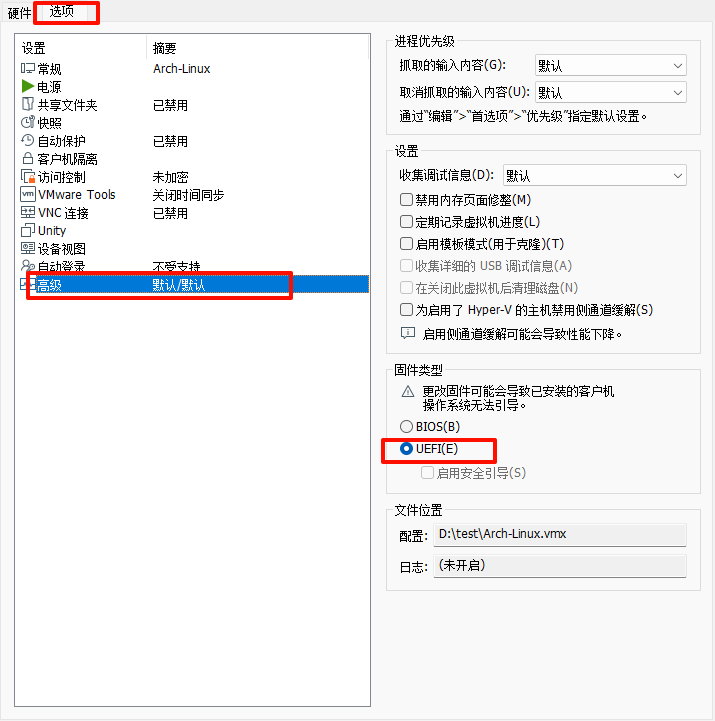 硬件 选项
设置 摘要
常规 Arch-Linux
电源
共享文件夹 已禁用
快照
自动保护 已禁用
客户机隔离
访问控制 未加密
VMware Tools 关闭时间同步
VNC 连接 已禁用
Unity
设备视图
自动登录 不受支持
高级 默认/默认
进程优先级
抓取的输入内容(G): 默认
取消抓取的输入内容(U): 默认
通过“编辑”>“首选项”>“优先级”指定默认设置。
设置
收集调试信息(D): 默认
禁用内存页面修整(M)
定期记录虚拟机进度(L)
启用模板模式(用于克隆)(T)
收集详细的 USB 调试信息(A)
在关闭此虚拟机后清理磁盘(N)
为启用了 Hyper-V 的主机禁用侧通道缓解(S)
启用侧通道缓解可能会导致性能下降。
固件类型
更改固件可能会导致已安装的客户机
操作系统无法引导。
BIOS(B)
UEFI(E)
启用安全引导(S)
文件位置
配置: D:\test\Arch-Linux.vmx
日志: (未开启)